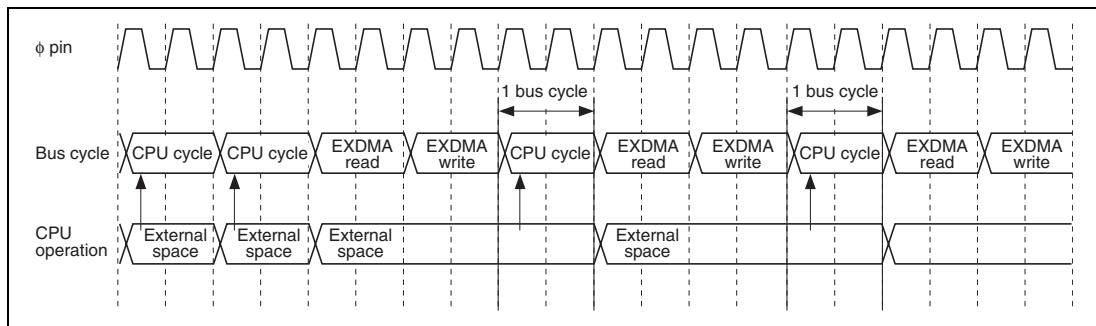 ϕ pin
1 bus cycle
1 bus cycle
Bus cycle
CPU cycle
CPU cycle
EXDMA
read
EXDMA
write
CPU cycle
EXDMA
read
EXDMA
write
CPU cycle
EXDMA
read
EXDMA
write
CPU
operation
External
space
External
space
External
space
External
space